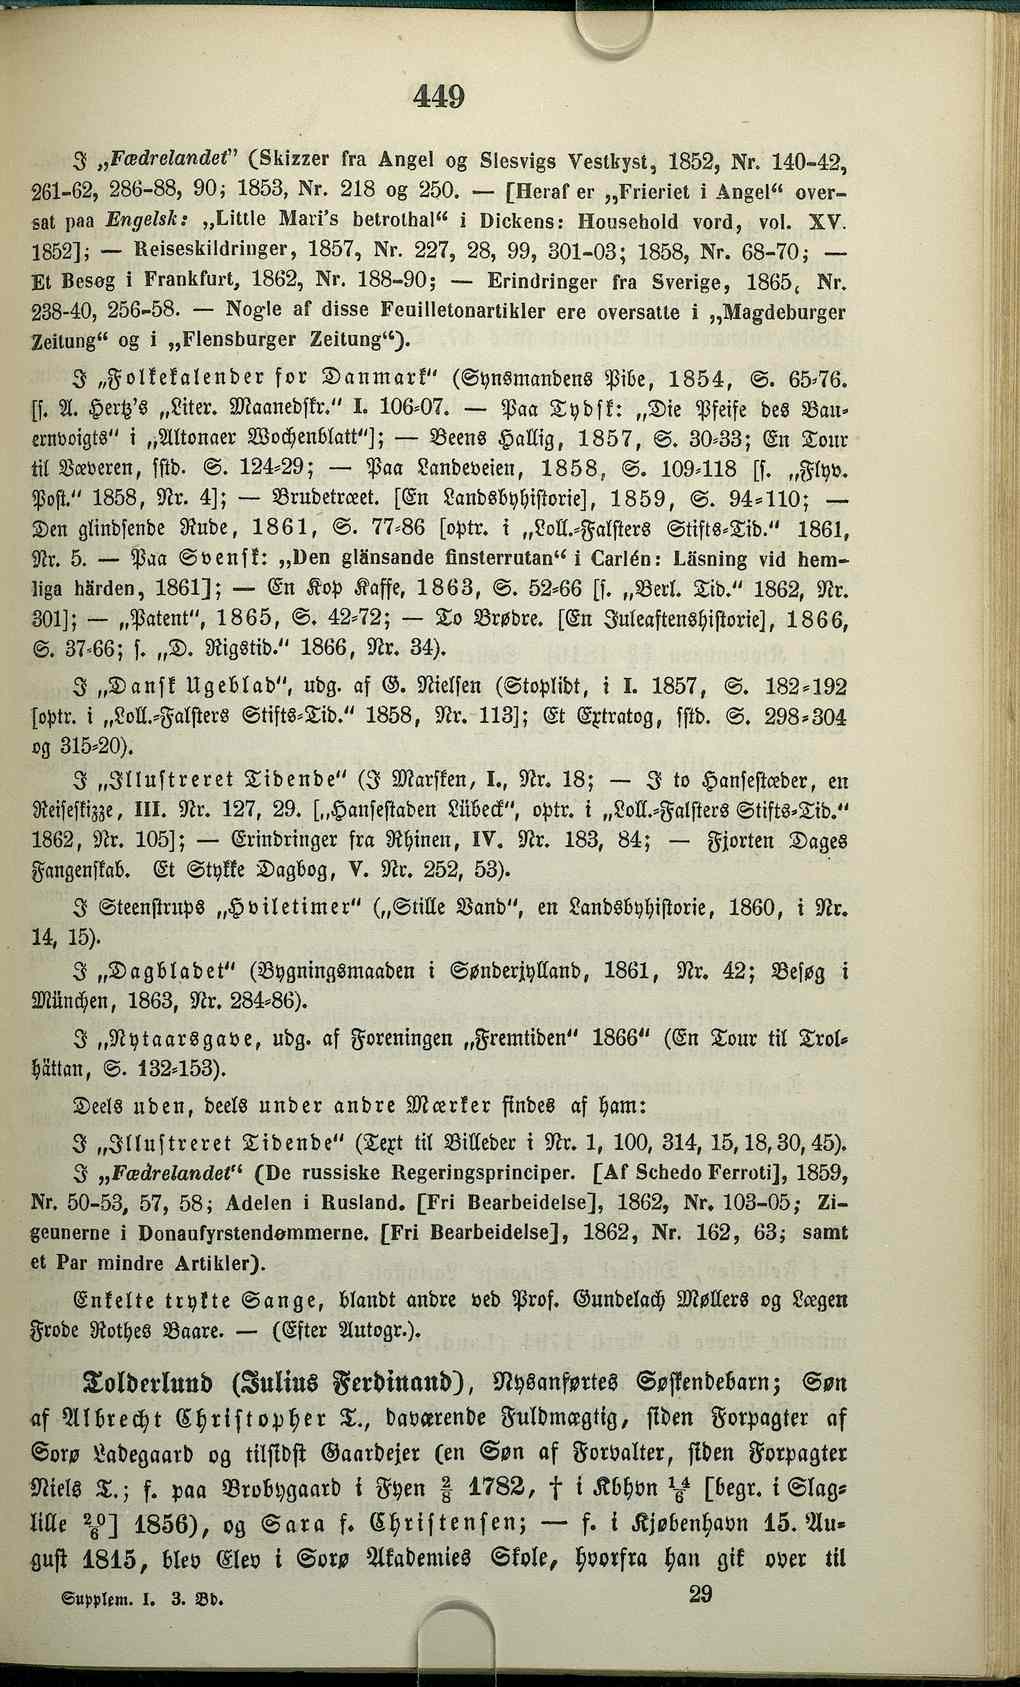 449
I „Fædrelandet” (Skizzer fra Angel og Slesvigs Vestkyst, 1852, Nr. 140-42,
261-62, 286-88, 90; 1853, Nr. 218 og 250. — [Heraf er „Frieriet i Angel“ over-
sat paa Engelsk: „Little Mari's betrothal“ i Dickens: Household vord, vol. XV.
1852]; — Reiseskildringer, 1857, Nr. 227, 28, 99, 301-03; 1858, Nr. 68-70; —
Et Besøg i Frankfurt, 1862, Nr. 188-90; — Erindringer fra Sverige, 1865, Nr.
238-40, 256-58. — Nogle af disse Feuilletonartikler ere oversatte i „Magdeburger
Zeitung“ og i „Flensburger Zeitung“).
I „Folkekalender for Danmark“ (Synsmandens Pibe, 1854, S. 65-76.
[s. A. Hertz's „Liter. Maanedskr.“ I. 106-07. — Paa Tydsk: „Die Pfeife des Bau-
ernvoigts“ i „Altonaer Wochenblatt“]; — Beens Hallig, 1857, S. 30-33; En Tour
til Væveren, sstd. S. 124-29; — Paa Landeveien, 1858, S. 109-118 [s. „Flyv.
Post.“ 1858, Nr. 4]; — Brudetræet. [En Landsbyhistorie], 1859, S. 94-110; —
Den glindsende Rude, 1861, S. 77-86 [optr. i „Loll.-Falsters Stifts-Tid.“ 1861,
Nr. 5. — Paa Svensk: „Den glänsande finsterrutan“ i Carlén: Läsning vid hem-
liga härden, 1861]; — En Kop Kaffe, 1863, S. 52-66 [s. „Berl. Tid.“ 1862, Nr.
301]; — „Patent“, 1865, S. 42-72; — To Brødre. [En Juleaftenshistorie], 1866,
S. 37-66; s. „D. Rigstid.“ 1866, Nr. 34).
I „Dansk Ugeblad“, udg. af G. Nielsen (Stoplidt, i I. 1857, S. 182-192
[optr. i „Loll.-Falsters Stifts-Tid.“ 1858, Nr. 113]; Et Extratog, sstd. S. 298-304
og 315-20).
I „Illustreret Tidende“ (I Marsken, I., Nr. 18; — I to Hansestæder, en
Reiseskizze, III. Nr. 127, 29. [„Hansestaden Lübeck“, optr. i „Loll.-Falsters Stifts-Tid.“
1862, Nr. 105]; — Erindringer fra Rhinen, IV. Nr. 183, 84; — Fjorten Dages
Fangenskab. Et Stykke Dagbog, V. Nr. 252, 53).
I Steenstrups „Hviletimer“ („Stille Vand“, en Landsbyhistorie, 1860, i Nr.
14, 15).
I „Dagbladet“ (Bygningsmaaden i Sønderjylland, 1861, Nr. 42; Besøg i
München, 1863, Nr. 284-86).
I „Nytaarsgave, udg. af Foreningen „Fremtiden“ 1866“ (En Tour til Trol-
hättan, S. 132-153).
Deels uden, deels under andre Mærker findes af ham:
I „Illustreret Tidende“ (Text til Billeder i Nr. 1, 100, 314, 15, 18, 30, 45).
I „Fædrelandet“ (De russiske Regeringsprinciper. [Af Schedo Ferroti], 1859,
Nr. 50-53, 57, 58; Adelen i Rusland. [Fri Bearbeidelse], 1862, Nr. 103-05; Zi-
geunerne i Donaufyrstendømmerne. [Fri Bearbeidelse], 1862, Nr. 162, 63; samt
et Par mindre Artikler).
Enkelte trykte Sange, blandt andre ved Prof. Gundelach Møllers og Lægen
Frode Rothes Baare. — (Efter Autogr.).
Tolderlund (Julius Ferdinand), Nysanførtes Søskendebarn; Søn
af Albrecht Christopher T., daværende Fuldmægtig, siden Forpagter af
Sorø Ladegaard og tilsidst Gaardejer (en Søn af Forvalter, siden Forpagter
Niels T.; f. paa Brobygaard i Fyen 2/8 1782, † i Kbhvn 14/6 [begr. i Slag-
lille 20/6] 1856), og Sara f. Christensen; — f. i Kjøbenhavn 15. Au-
gust 1815, blev Elev i Sorø Akademies Skole, hvorfra han gik over til
Supplem. I. 3. Bd.
29